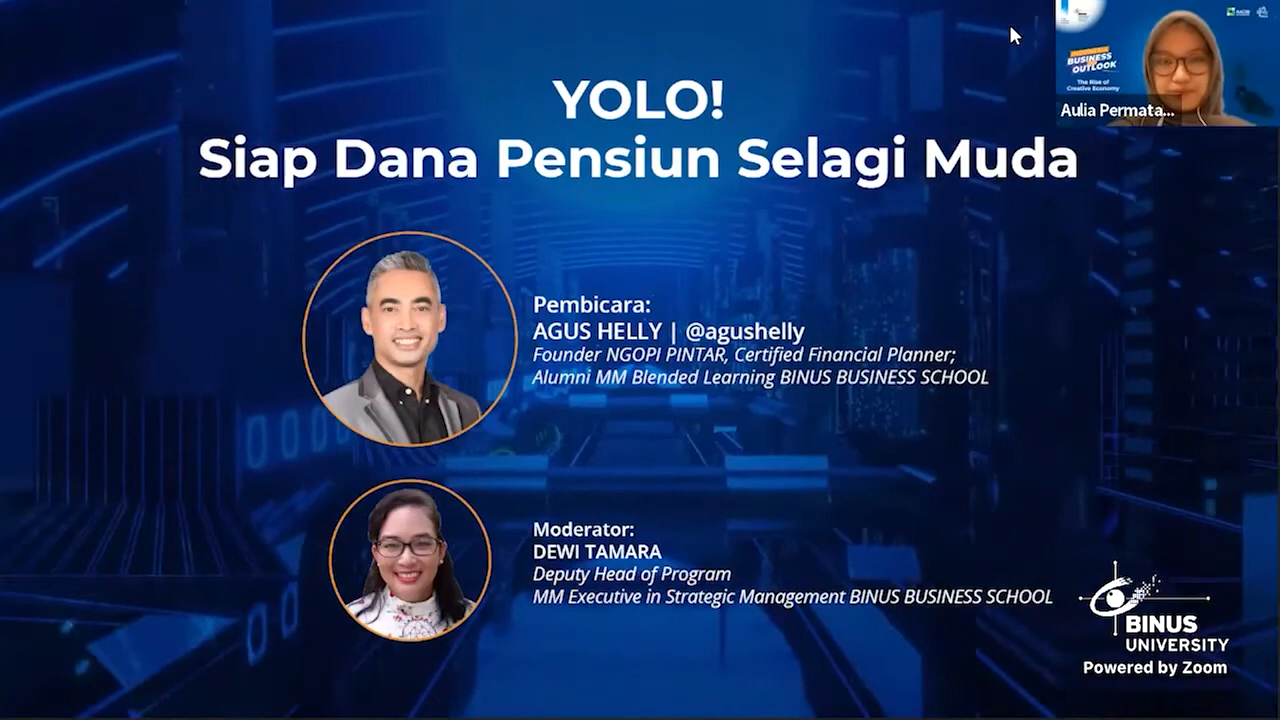 YOLO!
Siap Dana Pensiun Selagi Muda
INDONESIA
BUSINESS
OUTLOOK
The Rise of
Creative Economy
Aulia Permata...
Pembicara:
AGUS HELLY | @agushelly
Founder NGOPI PINTAR, Certified Financial Planner;
Alumni MM Blended Learning BINUS BUSINESS SCHOOL
Moderator:
DEWI TAMARA
Deputy Head of Program
MM Executive in Strategic Management BINUS BUSINESS SCHOOL
BINUS
UNIVERSITY
Powered by Zoom